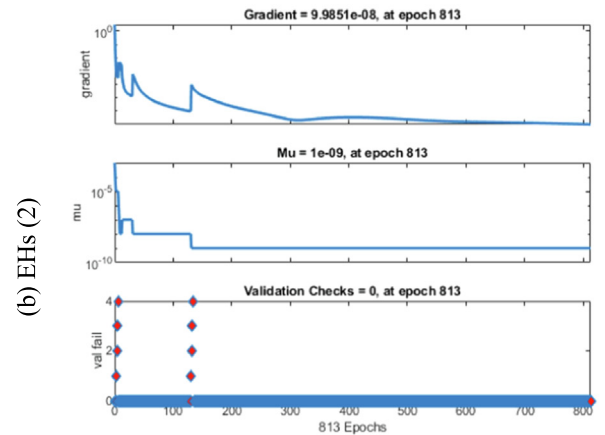 (b) EHs (2)
Gradient = 9.9851e-08, at epoch 813
10^0
gradient
Mu = 1e-09, at epoch 813
10^-5
mu
10^-10
Validation Checks = 0, at epoch 813
4
val fail
2
0
0 100 200 300 400 500 600 700 800
813 Epochs